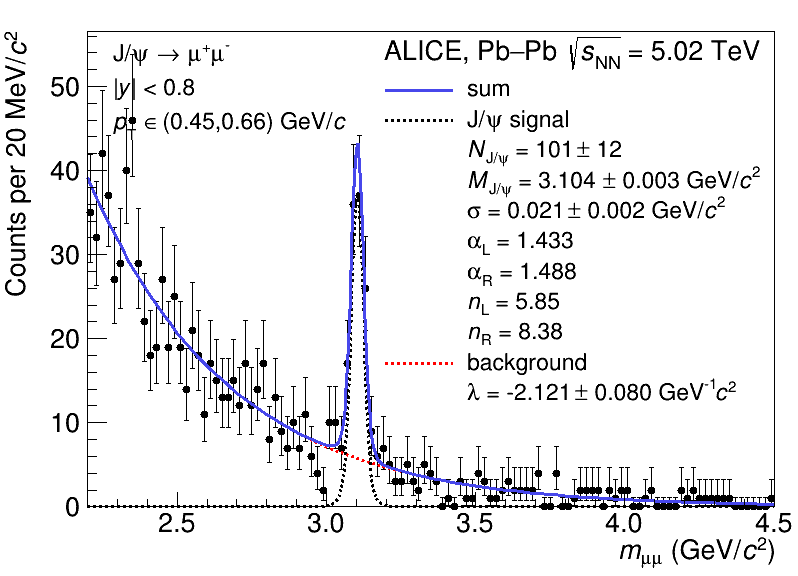 J/ψ → μ⁺μ⁻
|y| < 0.8
p ∈ (0.45,0.66) GeV/c
ALICE, Pb–Pb √sNN = 5.02 TeV
sum
J/ψ signal
NJ/ψ = 101 ± 12
MJ/ψ = 3.104 ± 0.003 GeV/c²
σ = 0.021 ± 0.002 GeV/c²
αL = 1.433
αR = 1.488
nL = 5.85
nR = 8.38
background
λ = -2.121 ± 0.080 GeV⁻¹c²
Counts per 20 MeV/c²
50
40
30
20
10
0
2.5 3.0 3.5 4.0 4.5
mμμ (GeV/c²)